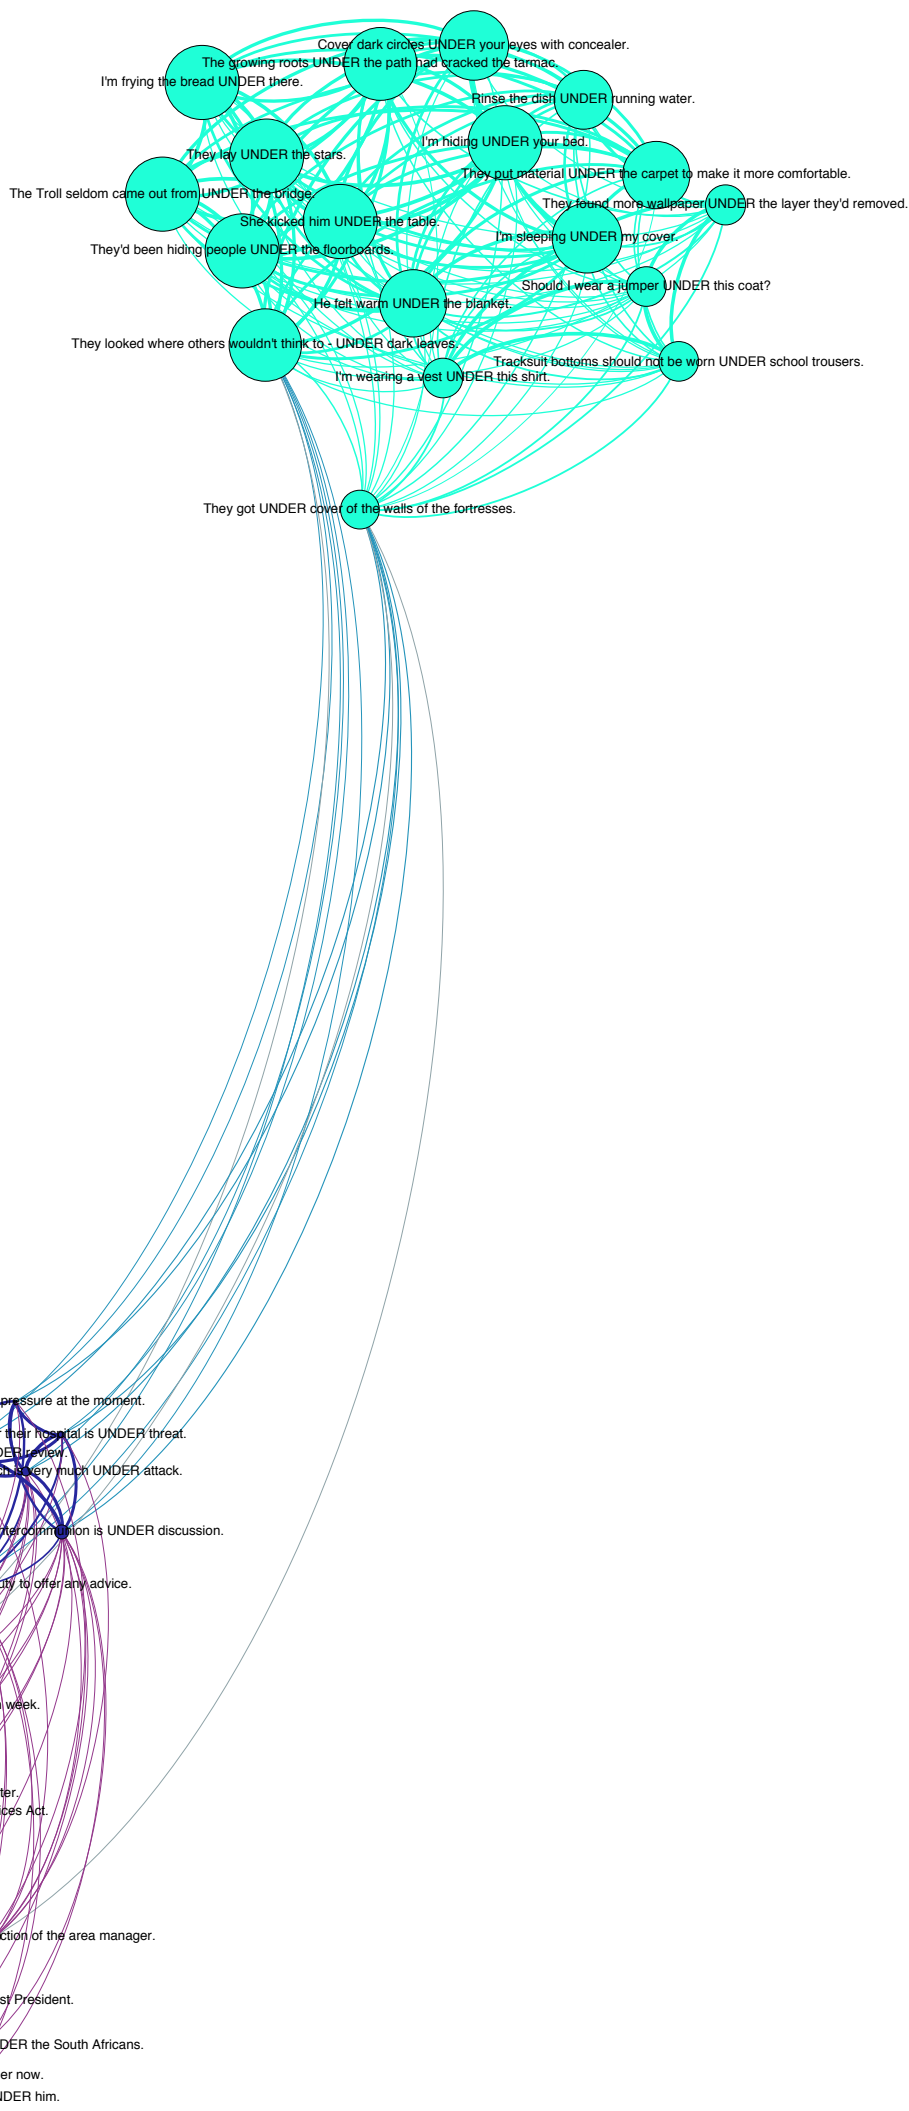 Cover dark circles UNDER your eyes with concealer.
The growing roots UNDER the path had cracked the tarmac.
I'm frying the bread UNDER there.
Rinse the dish UNDER running water.
I'm hiding UNDER your bed.
They lay UNDER the stars.
They put material UNDER the carpet to make it more comfortable.
The Troll seldom came out from UNDER the bridge.
They found more wallpaper UNDER the layer they'd removed.
She kicked him UNDER the table.
I'm sleeping UNDER my cover.
They'd been hiding people UNDER the floorboards.
Should I wear a jumper UNDER this coat?
He felt warm UNDER the blanket.
They looked where others wouldn't think to - UNDER dark leaves.
Tracksuit bottoms should not be worn UNDER school trousers.
I'm wearing a vest UNDER this shirt.
They got UNDER cover of the walls of the fortresses.
pressure at the moment.
their hospital is UNDER threat.
DER review.
ch is very much UNDER attack.
ntercommunion is UNDER discussion.
uty to offer any advice.
week.
ter.
ices Act.
ction of the area manager.
st President.
DER the South Africans.
er now.
NDER him.